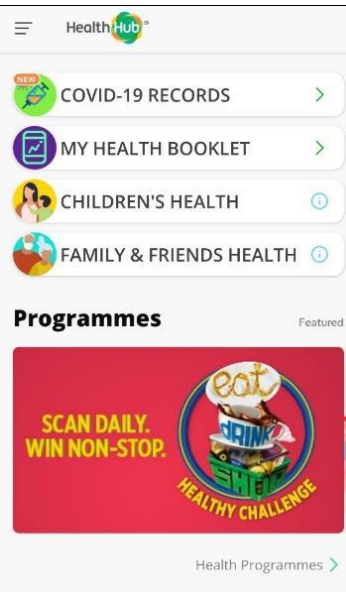 HealthHub
NEW
COVID-19 RECORDS
MY HEALTH BOOKLET
CHILDREN'S HEALTH
FAMILY & FRIENDS HEALTH
Programmes
Featured
SCAN DAILY.
WIN NON-STOP.
eat
DRINK
SHOP
HEALTHY CHALLENGE
Health Programmes